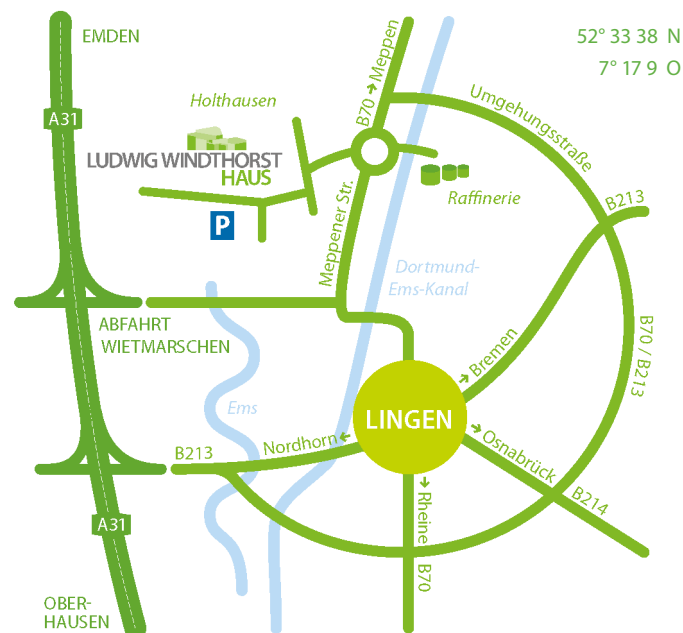 EMDEN
52° 33 38 N
7° 17 9 O
A31
Holthausen
B70 → Meppen
Umgehungsstraße
LUDWIG WINDTHORST
HAUS
Raffinerie
B213
P
Meppener Str.
Dortmund-
Ems-Kanal
ABFAHRT
WIETMARSCHEN
B70 / B213
→ Bremen
Ems
LINGEN
B213
Nordhorn →
→ Osnabrück
B214
→ Rheine
B70
A31
OBER-
HAUSEN